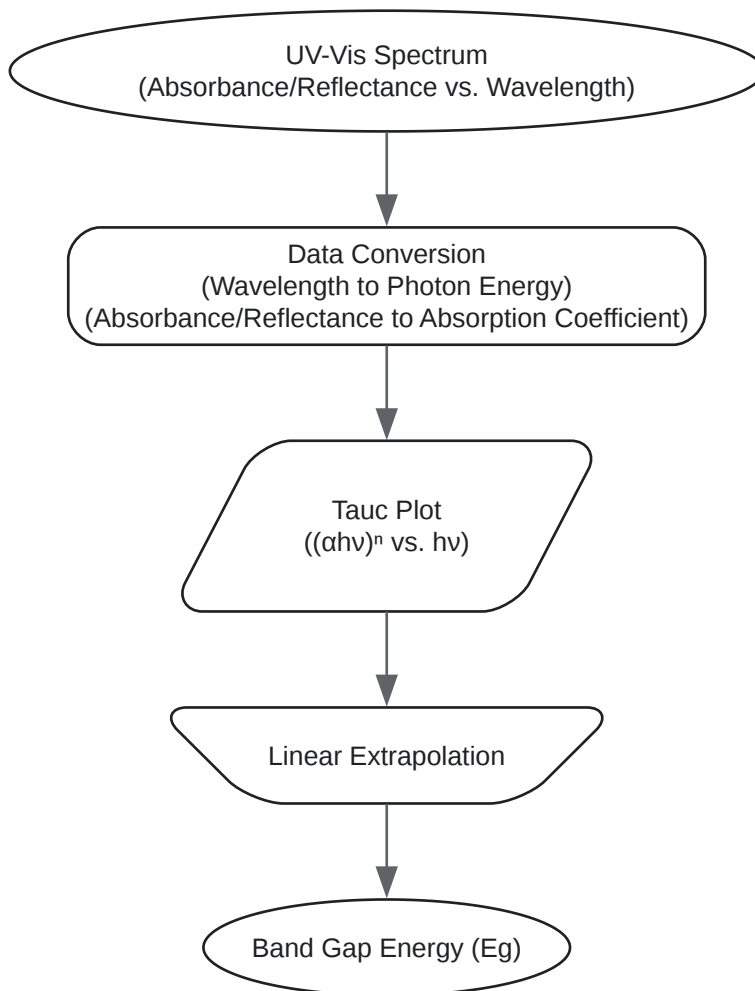 UV-Vis Spectrum
(Absorbance/Reflectance vs. Wavelength)
Data Conversion
(Wavelength to Photon Energy)
(Absorbance/Reflectance to Absorption Coefficient)
Tauc Plot
((αhν)ⁿ vs. hν)
Linear Extrapolation
Band Gap Energy (Eg)